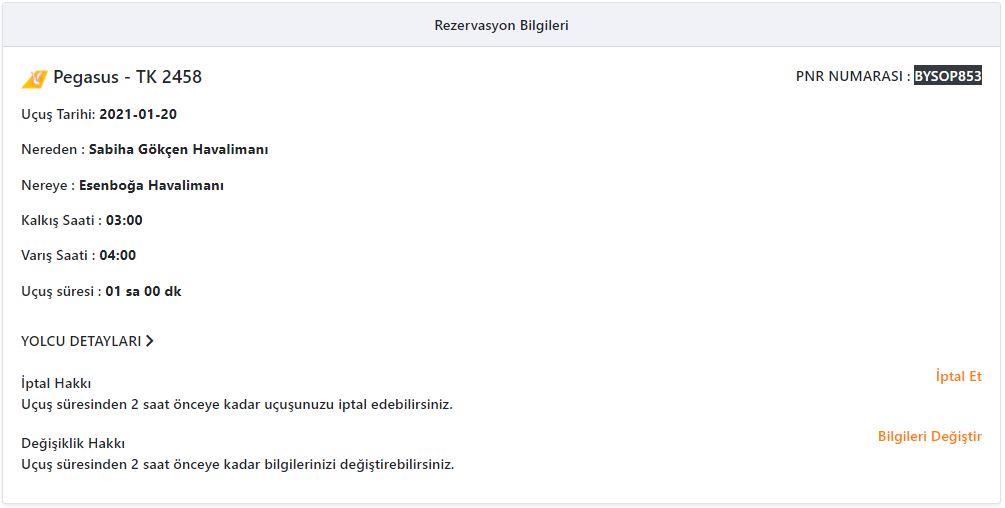 Rezervasyon Bilgileri
Pegasus - TK 2458
PNR NUMARASI : BYSOP853
Uçuş Tarihi: 2021-01-20
Nereden : Sabiha Gökçen Havalimanı
Nereye : Esenboğa Havalimanı
Kalkış Saati : 03:00
Varış Saati : 04:00
Uçuş süresi : 01 sa 00 dk
YOLCU DETAYLARI
İptal Hakkı
İptal Et
Uçuş süresinden 2 saat önceye kadar uçuşunuzu iptal edebilirsiniz.
Değişiklik Hakkı
Bilgileri Değiştir
Uçuş süresinden 2 saat önceye kadar bilgilerinizi değiştirebilirsiniz.